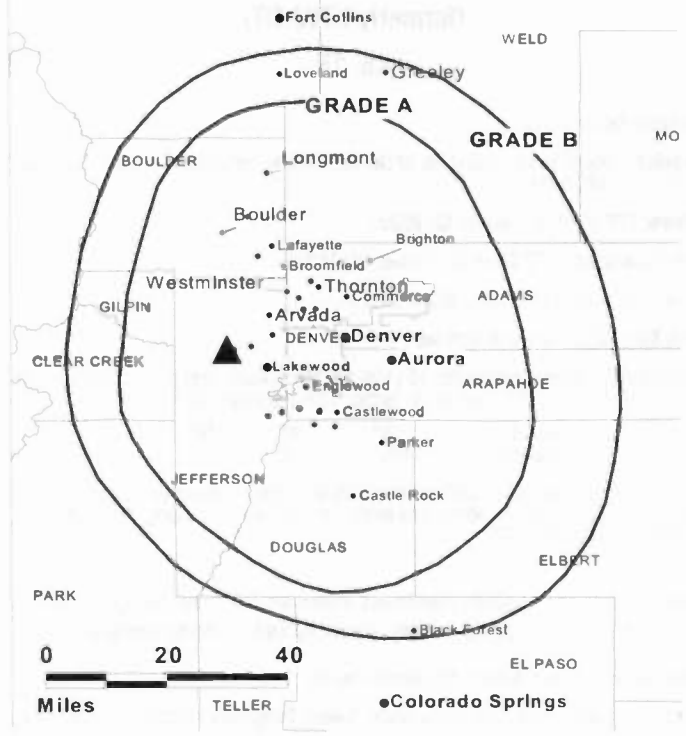 Fort Collins
WELD
Loveland
Greeley
GRADE A
GRADE B
MO
BOULDER
Longmont
Boulder
Lafayette
Brighton
Broomfield
Westminster
Thornton
Commerce
ADAMS
GILPIN
Arvada
DENVER
Denver
CLEAR CREEK
Aurora
Lakewood
Englewood
ARAPAHOE
Castlewood
Parker
JEFFERSON
Castle Rock
DOUGLAS
ELBERT
PARK
Black Forest
0 20 40
EL PASO
Miles
TELLER
Colorado Springs